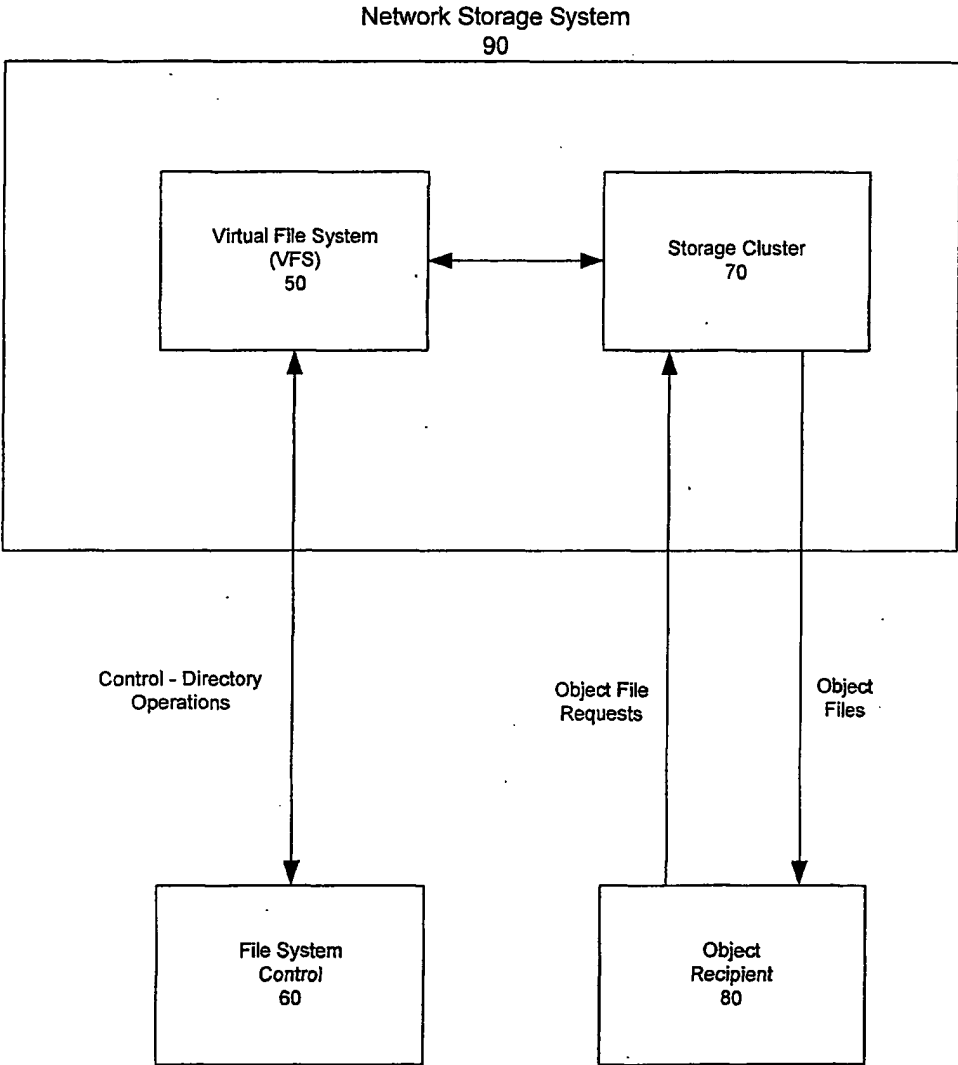 Network Storage System
90
Virtual File System
(VFS)
50
Storage Cluster
70
Control - Directory
Operations
Object File
Requests
Object
Files
File System
Control
60
Object
Recipient
80